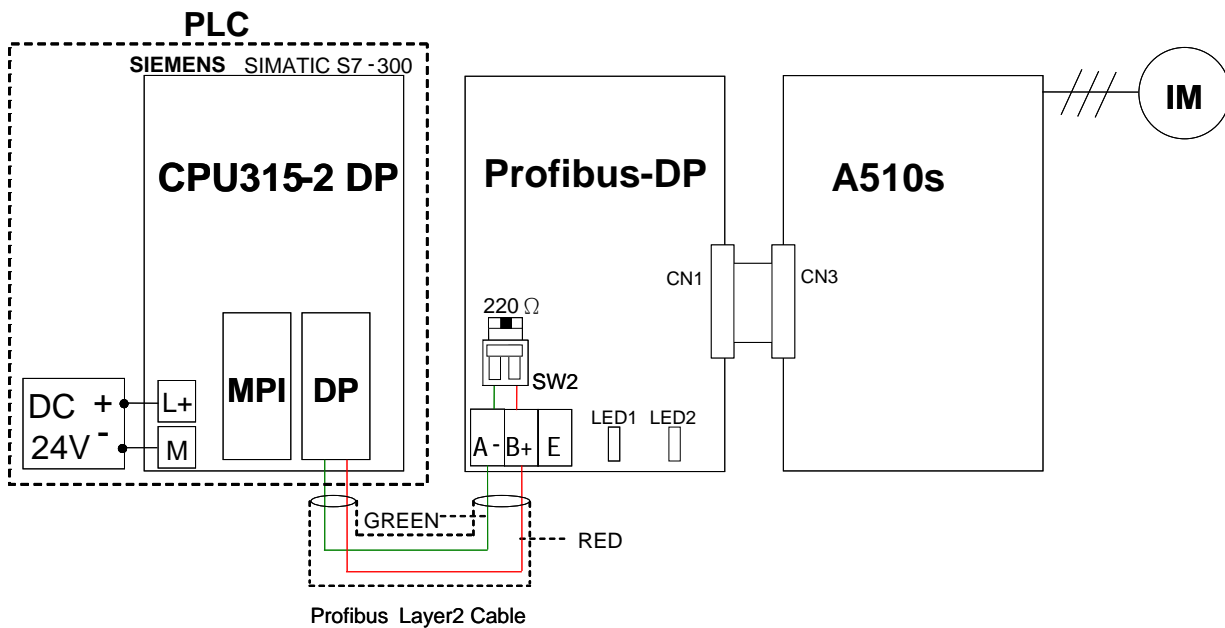 PLC
SIEMENS SIMATIC S7 -300
CPU315-2 DP
Profibus-DP
A510s
IM
CN1
CN3
220 Ω
SW2
MPI
DP
DC +
24V -
L+
M
A -
B+
E
LED1
LED2
GREEN
RED
Profibus Layer2 Cable